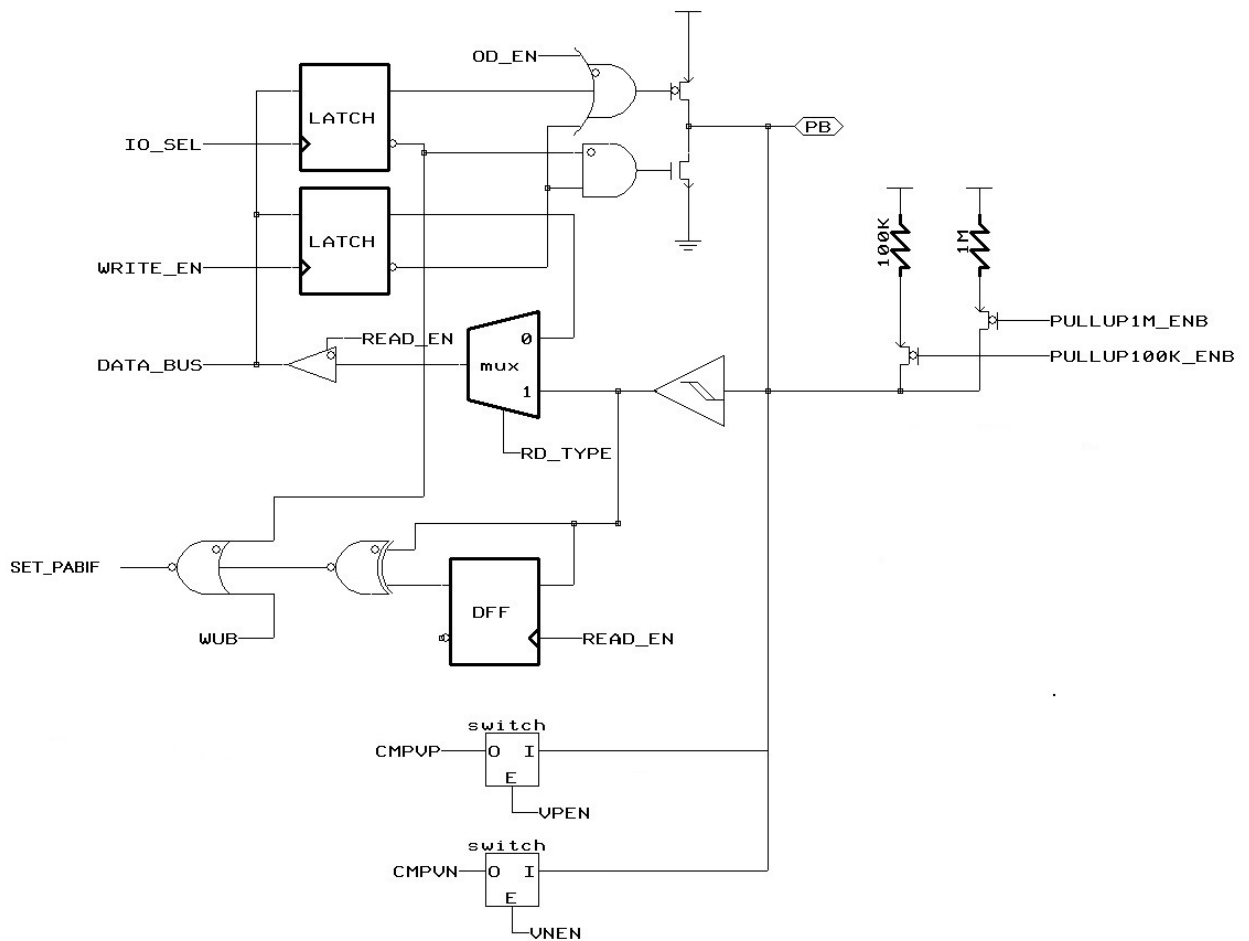 OD_EN
LATCH
PB
IO_SEL
LATCH
100K
1M
WRITE_EN
PULLUP1M_ENB
READ_EN
0
PULLUP100K_ENB
DATA_BUS
mux
1
RD_TYPE
SET_PABIF
DFF
WUB
READ_EN
switch
CMPVP
O I
E
VPEN
switch
CMPVN
O I
E
VNEN